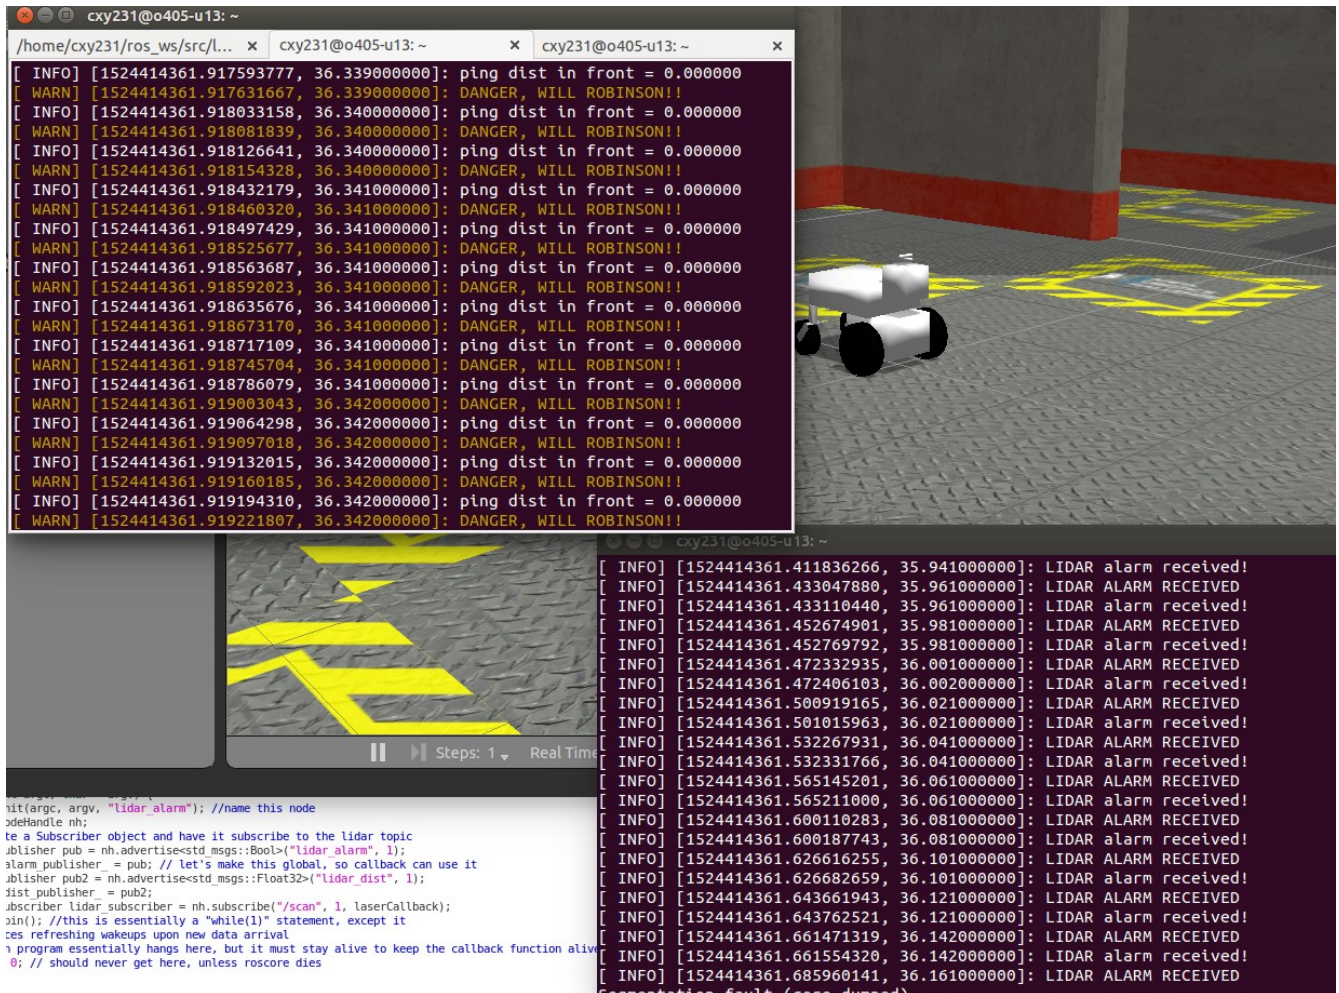 cxy231@o405-u13: ~
/home/cxy231/ros_ws/src/l... × cxy231@o405-u13: ~ × cxy231@o405-u13: ~ ×
[ INFO] [1524414361.917593777, 36.339000000]: ping dist in front = 0.000000
[ WARN] [1524414361.917631667, 36.339000000]: DANGER, WILL ROBINSON!!
[ INFO] [1524414361.918033158, 36.340000000]: ping dist in front = 0.000000
[ WARN] [1524414361.918081839, 36.340000000]: DANGER, WILL ROBINSON!!
[ INFO] [1524414361.918126641, 36.340000000]: ping dist in front = 0.000000
[ WARN] [1524414361.918154328, 36.340000000]: DANGER, WILL ROBINSON!!
[ INFO] [1524414361.918432179, 36.341000000]: ping dist in front = 0.000000
[ WARN] [1524414361.918460320, 36.341000000]: DANGER, WILL ROBINSON!!
[ INFO] [1524414361.918497429, 36.341000000]: ping dist in front = 0.000000
[ WARN] [1524414361.918525677, 36.341000000]: DANGER, WILL ROBINSON!!
[ INFO] [1524414361.918563687, 36.341000000]: ping dist in front = 0.000000
[ WARN] [1524414361.918592023, 36.341000000]: DANGER, WILL ROBINSON!!
[ INFO] [1524414361.918635676, 36.341000000]: ping dist in front = 0.000000
[ WARN] [1524414361.918673170, 36.341000000]: DANGER, WILL ROBINSON!!
[ INFO] [1524414361.918717109, 36.341000000]: ping dist in front = 0.000000
[ WARN] [1524414361.918745704, 36.341000000]: DANGER, WILL ROBINSON!!
[ INFO] [1524414361.918786079, 36.341000000]: ping dist in front = 0.000000
[ WARN] [1524414361.919003043, 36.342000000]: DANGER, WILL ROBINSON!!
[ INFO] [1524414361.919064298, 36.342000000]: ping dist in front = 0.000000
[ WARN] [1524414361.919097018, 36.342000000]: DANGER, WILL ROBINSON!!
[ INFO] [1524414361.919132015, 36.342000000]: ping dist in front = 0.000000
[ WARN] [1524414361.919160185, 36.342000000]: DANGER, WILL ROBINSON!!
[ INFO] [1524414361.919194310, 36.342000000]: ping dist in front = 0.000000
[ WARN] [1524414361.919221807, 36.342000000]: DANGER, WILL ROBINSON!!
cxy231@o405-u13: ~
[ INFO] [1524414361.411836266, 35.941000000]: LIDAR alarm received!
[ INFO] [1524414361.433047880, 35.961000000]: LIDAR ALARM RECEIVED
[ INFO] [1524414361.433110440, 35.961000000]: LIDAR alarm received!
[ INFO] [1524414361.452674901, 35.981000000]: LIDAR ALARM RECEIVED
[ INFO] [1524414361.452769792, 35.981000000]: LIDAR alarm received!
[ INFO] [1524414361.472332935, 36.001000000]: LIDAR ALARM RECEIVED
[ INFO] [1524414361.472406103, 36.002000000]: LIDAR alarm received!
[ INFO] [1524414361.500919165, 36.021000000]: LIDAR ALARM RECEIVED
[ INFO] [1524414361.501015963, 36.021000000]: LIDAR alarm received!
[ INFO] [1524414361.532267931, 36.041000000]: LIDAR ALARM RECEIVED
[ INFO] [1524414361.532331766, 36.041000000]: LIDAR alarm received!
[ INFO] [1524414361.565145201, 36.061000000]: LIDAR ALARM RECEIVED
[ INFO] [1524414361.565211000, 36.061000000]: LIDAR alarm received!
[ INFO] [1524414361.600110283, 36.081000000]: LIDAR ALARM RECEIVED
[ INFO] [1524414361.600187743, 36.081000000]: LIDAR alarm received!
[ INFO] [1524414361.626616255, 36.101000000]: LIDAR ALARM RECEIVED
[ INFO] [1524414361.626682659, 36.101000000]: LIDAR alarm received!
[ INFO] [1524414361.643661943, 36.121000000]: LIDAR ALARM RECEIVED
[ INFO] [1524414361.643762521, 36.121000000]: LIDAR alarm received!
[ INFO] [1524414361.661471319, 36.142000000]: LIDAR ALARM RECEIVED
[ INFO] [1524414361.661554320, 36.142000000]: LIDAR alarm received!
[ INFO] [1524414361.685960141, 36.161000000]: LIDAR ALARM RECEIVED
Segmentation fault (core dumped)
Steps: 1 Real Time
nit(argc, argv, "lidar_alarm"); //name this node
odeHandle nh;
te a Subscriber object and have it subscribe to the lidar topic
ublisher pub = nh.advertise<std_msgs::Bool>("lidar_alarm", 1);
alarm_publisher_ = pub; // let's make this global, so callback can use it
ublisher pub2 = nh.advertise<std_msgs::Float32>("lidar_dist", 1);
dist_publisher_ = pub2;
ubscriber lidar_subscriber = nh.subscribe("/scan", 1, laserCallback);
pin(); //this is essentially a "while(1)" statement, except it
ces refreshing wakeups upon new data arrival
n program essentially hangs here, but it must stay alive to keep the callback function alive
0; // should never get here, unless roscore dies